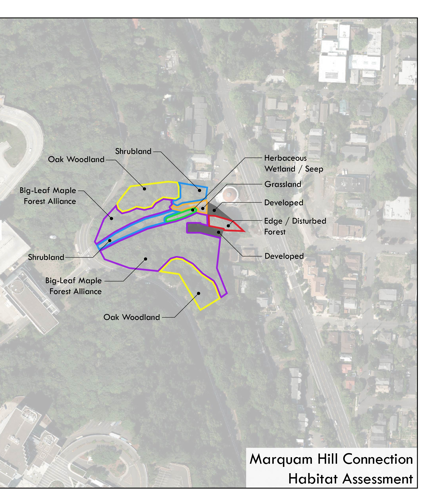 Shrubland
Oak Woodland
Big-Leaf Maple
Forest Alliance
Shrubland
Big-Leaf Maple
Forest Alliance
Oak Woodland
Herbaceous
Wetland / Seep
Grassland
Developed
Edge / Disturbed
Forest
Developed
Marquam Hill Connection
Habitat Assessment